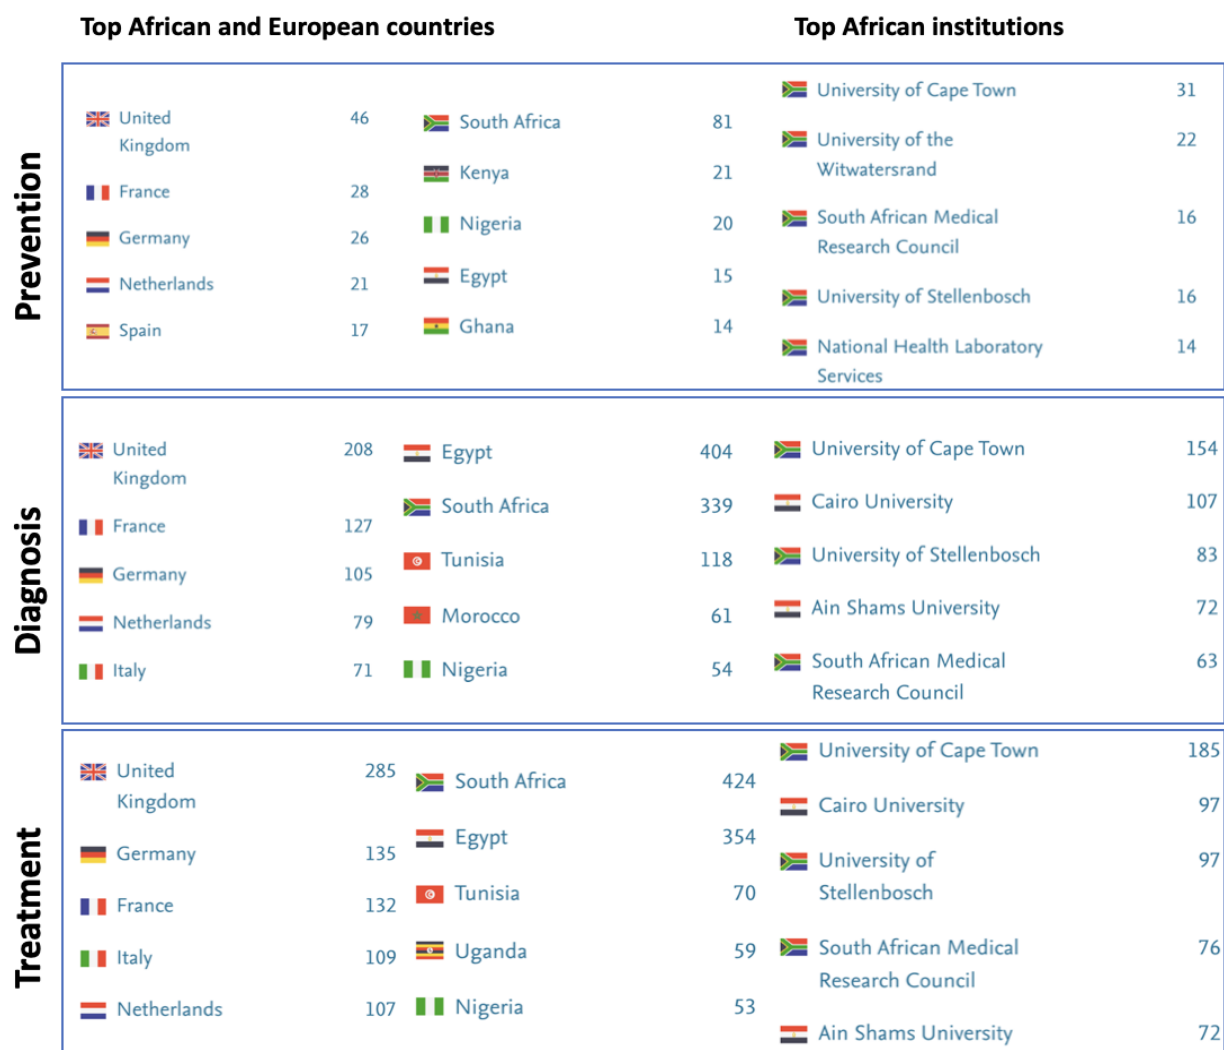 Top African and European countries
Top African institutions
Prevention
United 46
Kingdom
France 28
Germany 26
Netherlands 21
Spain 17
South Africa 81
Kenya 21
Nigeria 20
Egypt 15
Ghana 14
University of Cape Town 31
University of the 22
Witwatersrand
South African Medical 16
Research Council
University of Stellenbosch 16
National Health Laboratory 14
Services
Diagnosis
United 208
Kingdom
France 127
Germany 105
Netherlands 79
Italy 71
Egypt 404
South Africa 339
Tunisia 118
Morocco 61
Nigeria 54
University of Cape Town 154
Cairo University 107
University of Stellenbosch 83
Ain Shams University 72
South African Medical 63
Research Council
Treatment
United 285
Kingdom
Germany 135
France 132
Italy 109
Netherlands 107
South Africa 424
Egypt 354
Tunisia 70
Uganda 59
Nigeria 53
University of Cape Town 185
Cairo University 97
University of 97
Stellenbosch
South African Medical 76
Research Council
Ain Shams University 72